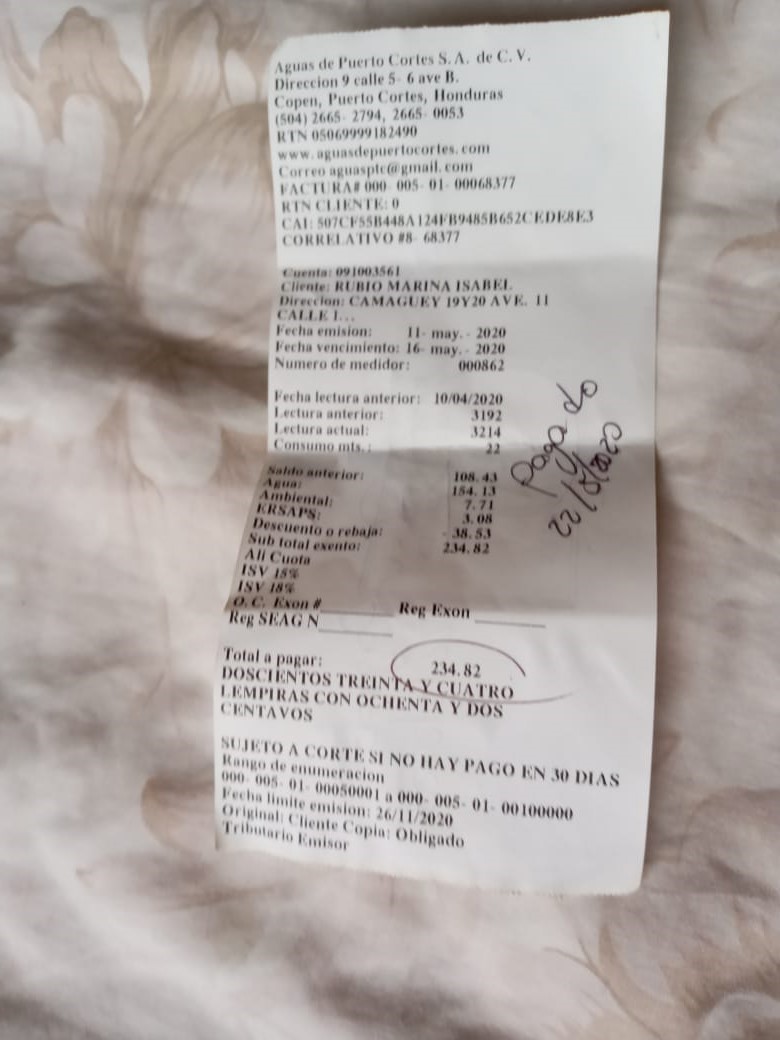 Aguas de Puerto Cortes S.A. de C.V.
Direccion 9 calle 5- 6 ave B.
Copen, Puerto Cortes, Honduras
(504) 2665- 2794, 2665- 0053
RTN 05069999182490
www.aguasdepuertocortes.com
Correo aguasptc@gmail.com
FACTURA# 000- 005- 01- 00068377
RTN CLIENTE: 0
CAI: 507CF55B448A124FB9485B652CEDE8E3
CORRELATIVO #8- 68377
Cuenta: 091003561
Cliente: RUBIO MARINA ISABEL
Direccion: CAMAGUEY 19Y20 AVE. 11
CALLE 1...
Fecha emision: 11- may.- 2020
Fecha vencimiento: 16- may.- 2020
Numero de medidor: 000862
Fecha lectura anterior: 10/04/2020
Lectura anterior: 3192
Lectura actual: 3214
Consumo mts.: 22
Saldo anterior: 108.43
Agua: 154.13
Ambiental: 7.71
ERSAPS: 3.08
Descuento o rebaja: - 38.53
Sub total exento: 234.82
Ali Cuota
ISV 15%
ISV 18%
O.C. Exon # Reg Exon
Reg SEAG N
pagado
22/5/2020
Total a pagar: 234.82
DOSCIENTOS TREINTA Y CUATRO
LEMPIRAS CON OCHENTA Y DOS
CENTAVOS
SUJETO A CORTE SI NO HAY PAGO EN 30 DIAS
Rango de enumeracion
000- 005- 01- 00050001 a 000- 005- 01- 00100000
Fecha limite emision: 26/11/2020
Original: Cliente Copia: Obligado
Tributario Emisor